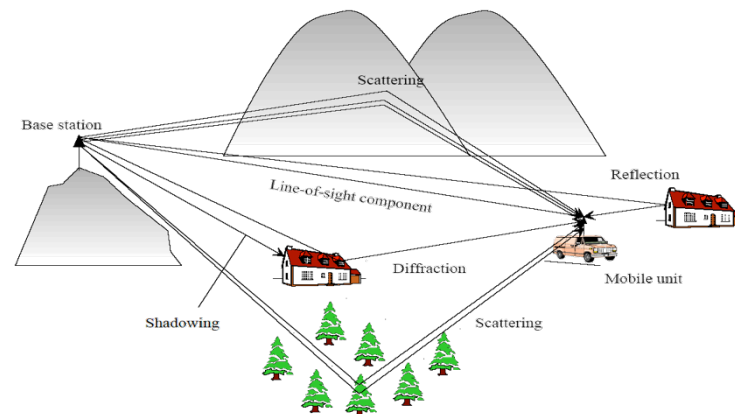 Scattering
Base station
Reflection
Line-of-sight component
Diffraction
Mobile unit
Shadowing
Scattering